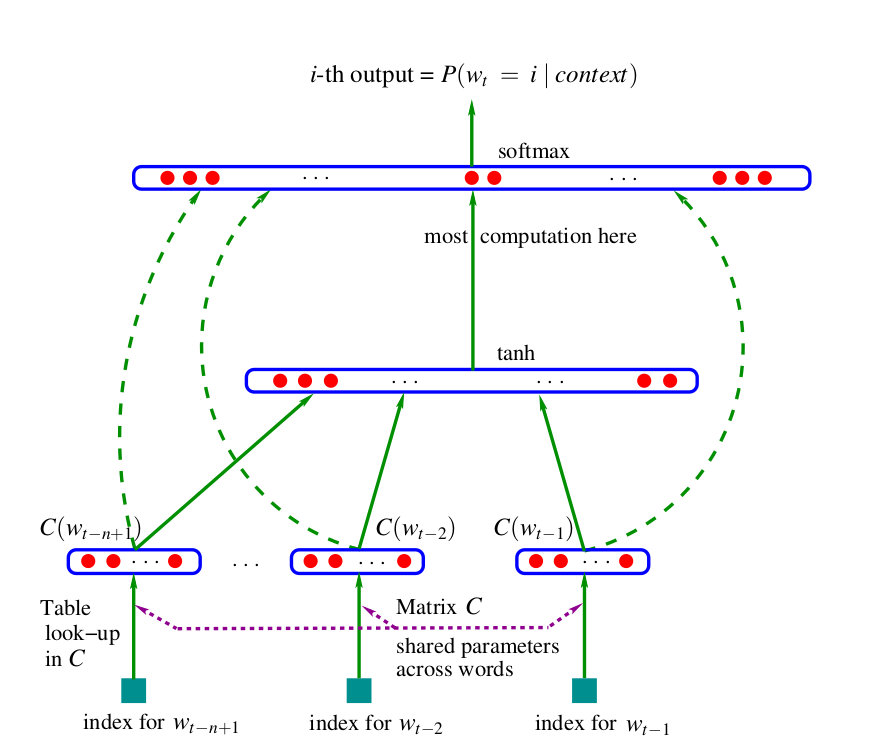 i-th output = P(w_t = i | context)
softmax
. . .
. . .
most computation here
tanh
. . .
. . .
C(w_{t−n+1})
C(w_{t−2})
C(w_{t−1})
. . .
. . .
. . .
. . .
Table
look−up
in C
Matrix C
shared parameters
across words
index for w_{t−n+1}
index for w_{t−2}
index for w_{t−1}